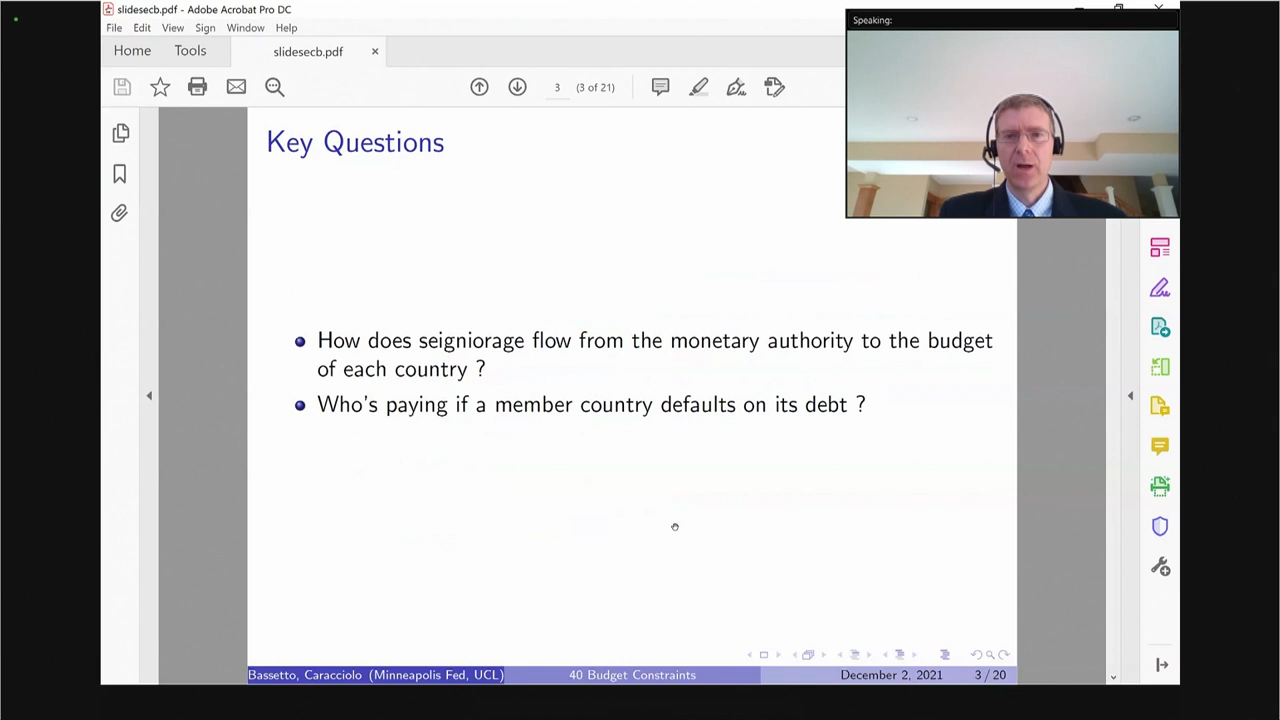 slidesecb.pdf - Adobe Acrobat Pro DC
File Edit View Window Sign Help
Home Tools slidesecb.pdf ×
3 (3 of 21)
Speaking:
Key Questions
How does seigniorage flow from the monetary authority to the budget
of each country ?
Who's paying if a member country defaults on its debt ?
Bassetto, Caracciolo (Minneapolis Fed, UCL) 40 Budget Constraints December 2, 2021 3 / 20